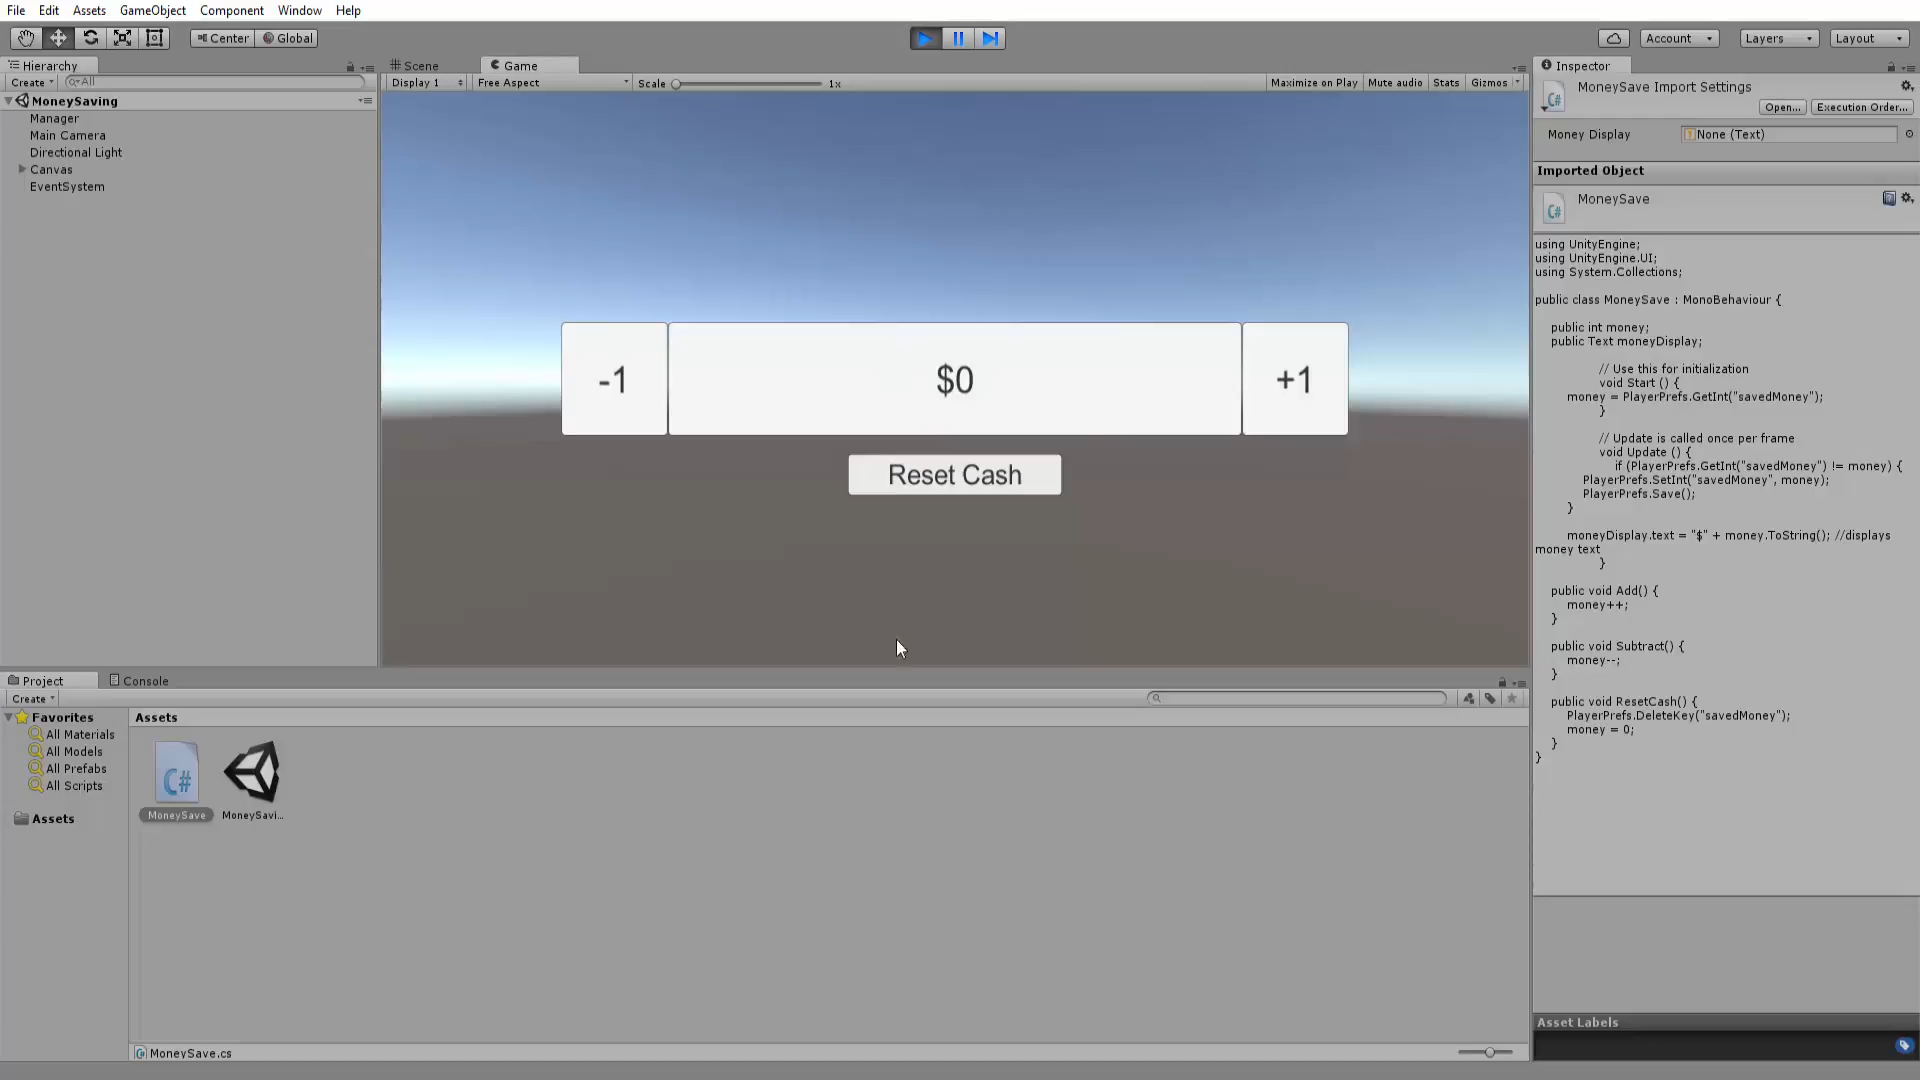 File Edit Assets GameObject Component Window Help
Center Global Account Layers Layout
Hierarchy
Create All
MoneySaving
Manager
Main Camera
Directional Light
Canvas
EventSystem
Scene Game
Display 1 Free Aspect Scale 1x Maximize on Play Mute audio Stats Gizmos
-1 $0 +1
Reset Cash
Inspector
MoneySave Import Settings
Open... Execution Order...
Money Display None (Text)
Imported Object
MoneySave
using UnityEngine;
using UnityEngine.UI;
using System.Collections;
public class MoneySave : MonoBehaviour {
public int money;
public Text moneyDisplay;
// Use this for initialization
void Start () {
money = PlayerPrefs.GetInt("savedMoney");
}
// Update is called once per frame
void Update () {
if (PlayerPrefs.GetInt("savedMoney") != money) {
PlayerPrefs.SetInt("savedMoney", money);
PlayerPrefs.Save();
}
moneyDisplay.text = "$" + money.ToString(); //displays
money text
}
public void Add() {
money++;
}
public void Subtract() {
money--;
}
public void ResetCash() {
PlayerPrefs.DeleteKey("savedMoney");
money = 0;
}
}
Asset Labels
Project Console
Create
Favorites
All Materials
All Models
All Prefabs
All Scripts
Assets
Assets
C#
MoneySave MoneySavi...
MoneySave.cs